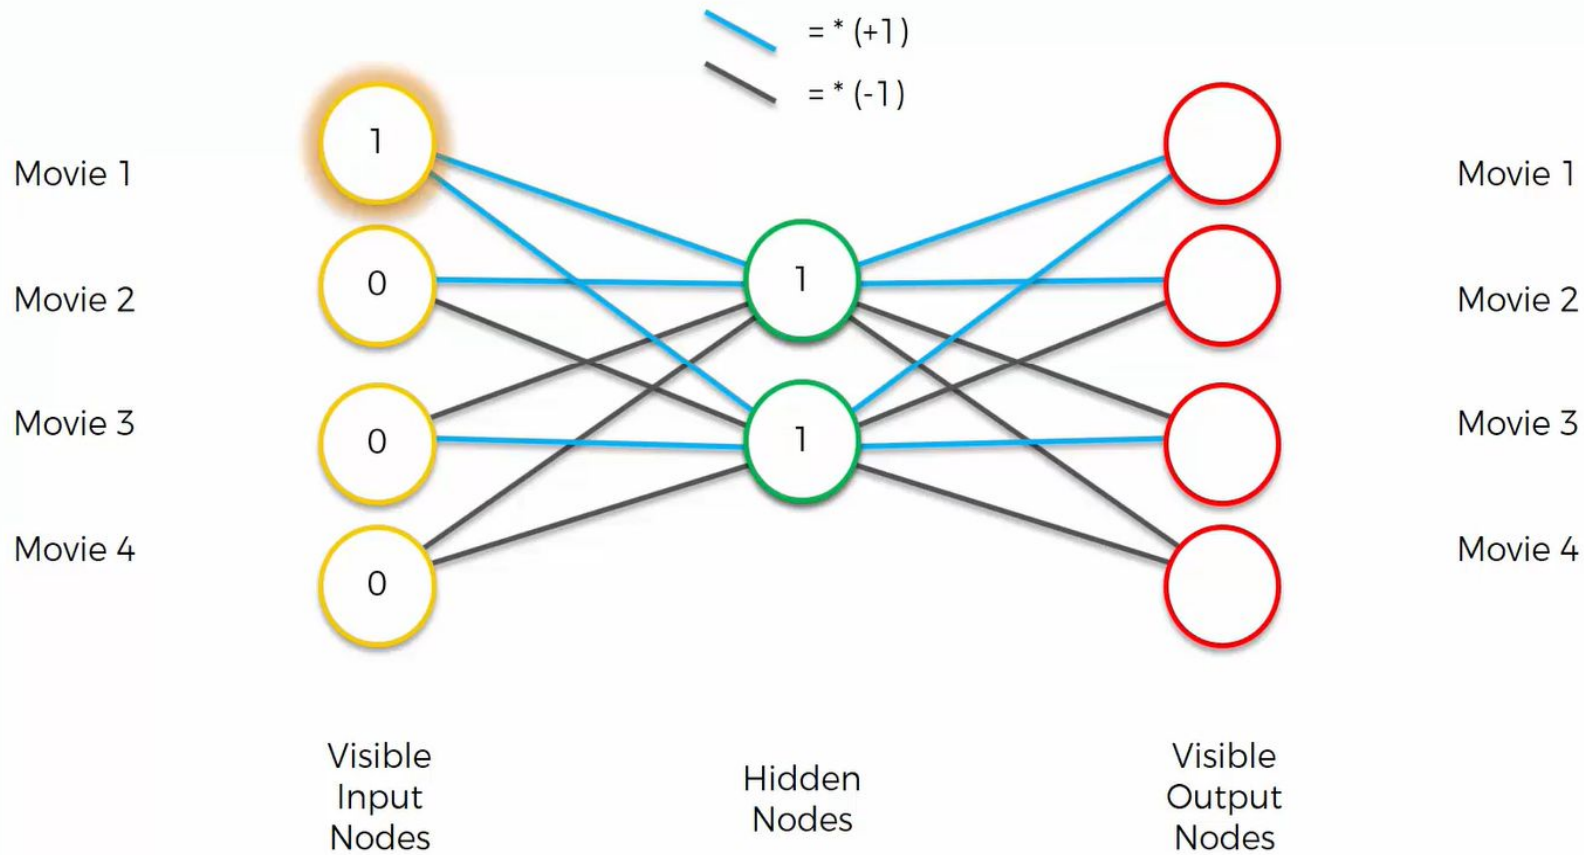 = * (+1)
= * (-1)
Movie 1
Movie 2
Movie 3
Movie 4
1
0
0
0
1
1
Movie 1
Movie 2
Movie 3
Movie 4
Visible
Input
Nodes
Hidden
Nodes
Visible
Output
Nodes